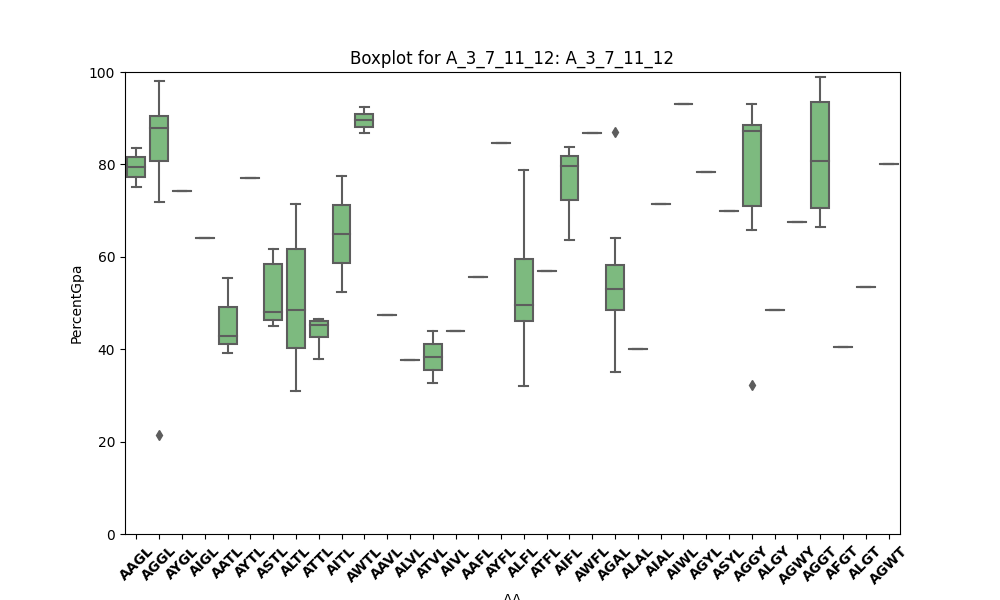 Boxplot for A_3_7_11_12: A_3_7_11_12
100
80
60
40
20
0
PercentGpa
AAGL AGGL AYGL AIGL AATL AYTL ASTL ALTL ATTL AITL AWTL AAVL ALVL ATVL AIVL AAFL AYFL ALFL ATFL AIFL AWFL AGAL ALAL AIAL AIWL AGYL ASYL AGGY ALGY AGWY AGGT AFGT ALGT AGWT
AA